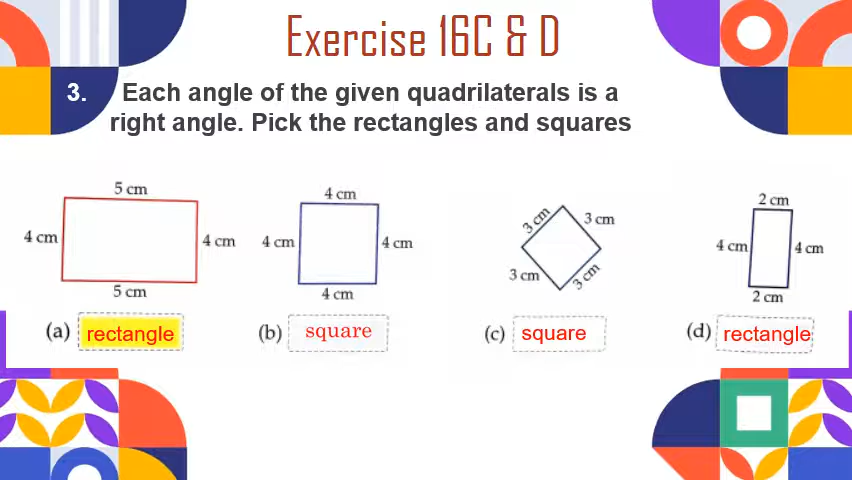 Exercise 16C & D
3. Each angle of the given quadrilaterals is a
right angle. Pick the rectangles and squares
5 cm
4 cm
4 cm
5 cm
(a) rectangle
4 cm
4 cm
4 cm
4 cm
(b) square
3 cm
3 cm
3 cm
3 cm
(c) square
2 cm
4 cm
4 cm
2 cm
(d) rectangle